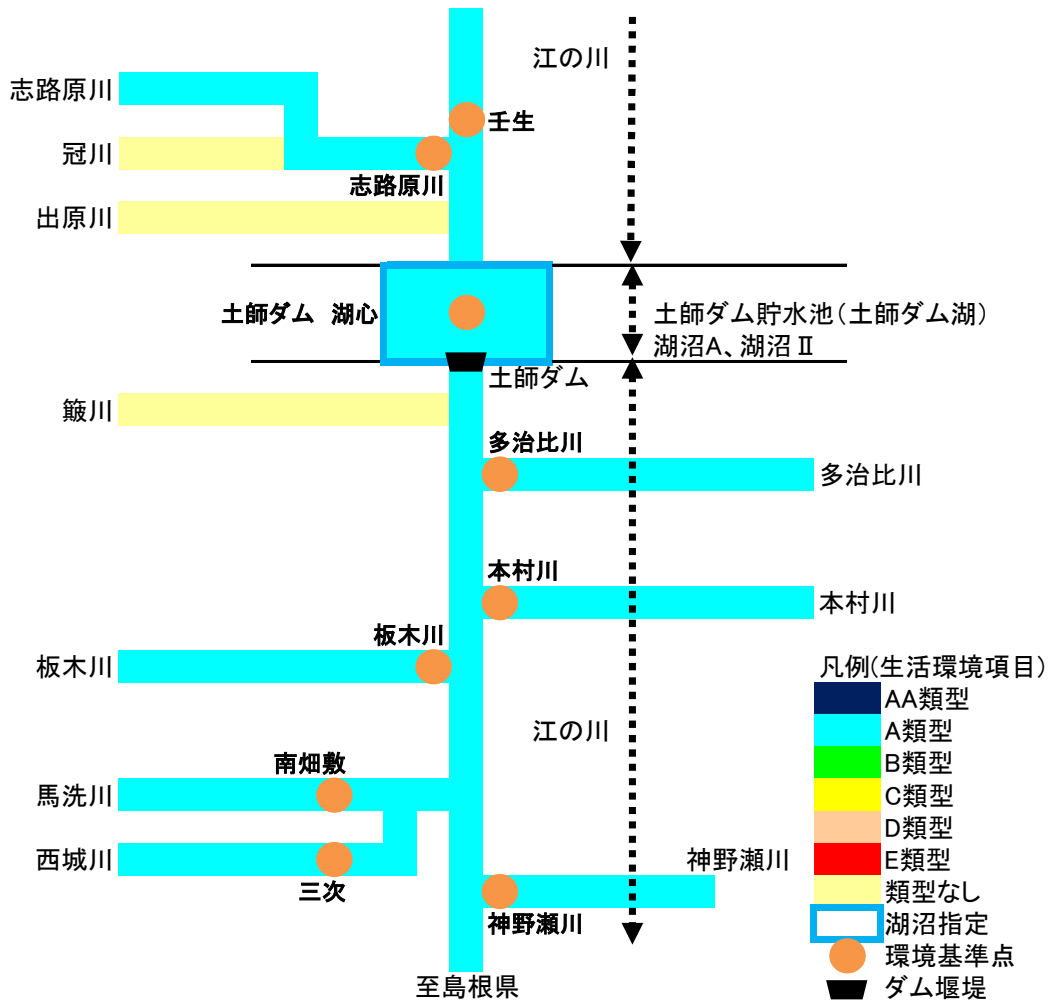 江の川
志路原川
壬生
冠川
志路原川
出原川
土師ダム 湖心
土師ダム貯水池(土師ダム湖)
湖沼A、湖沼Ⅱ
土師ダム
簸川
多治比川
多治比川
本村川
本村川
板木川
板木川
凡例(生活環境項目)
AA類型
A類型
江の川
B類型
南畑敷
馬洗川
C類型
D類型
西城川
神野瀬川
E類型
三次
類型なし
神野瀬川
湖沼指定
環境基準点
至島根県
ダム堰堤